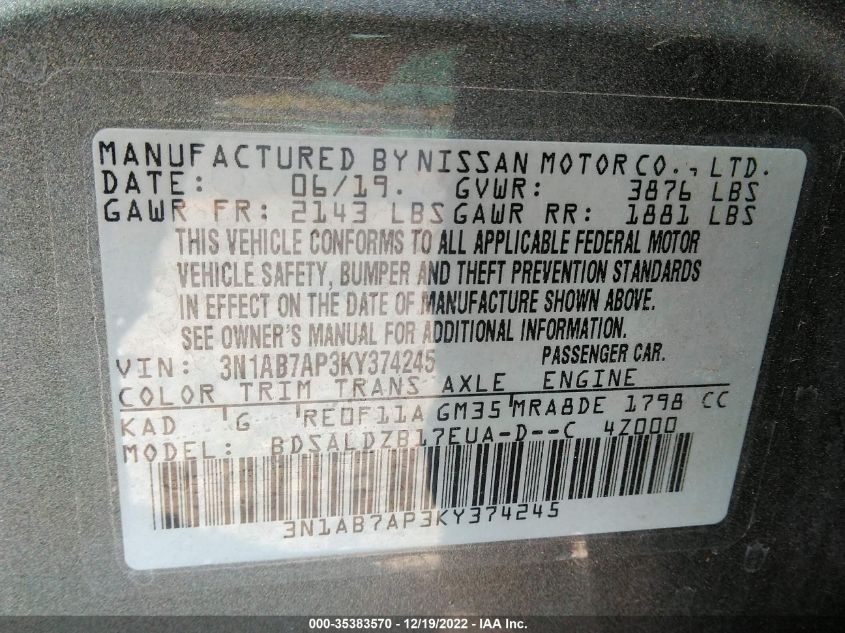 MANUFACTURED BY NISSAN MOTOR CO., LTD.
DATE: 06/19. GVWR: 3876 LBS
GAWR FR: 2143 LBS GAWR RR: 1881 LBS
THIS VEHICLE CONFORMS TO ALL APPLICABLE FEDERAL MOTOR
VEHICLE SAFETY, BUMPER AND THEFT PREVENTION STANDARDS
IN EFFECT ON THE DATE OF MANUFACTURE SHOWN ABOVE.
SEE OWNER'S MANUAL FOR ADDITIONAL INFORMATION.
VIN: 3N1AB7AP3KY374245 PASSENGER CAR.
COLOR TRIM TRANS AXLE ENGINE
KAD G RE0F11A GM35 MRA8DE 1798 CC
MODEL: BDSALDZB17EUA-D--C 4Z000
3N1AB7AP3KY374245
000-35383570 - 12/19/2022 - IAA Inc.